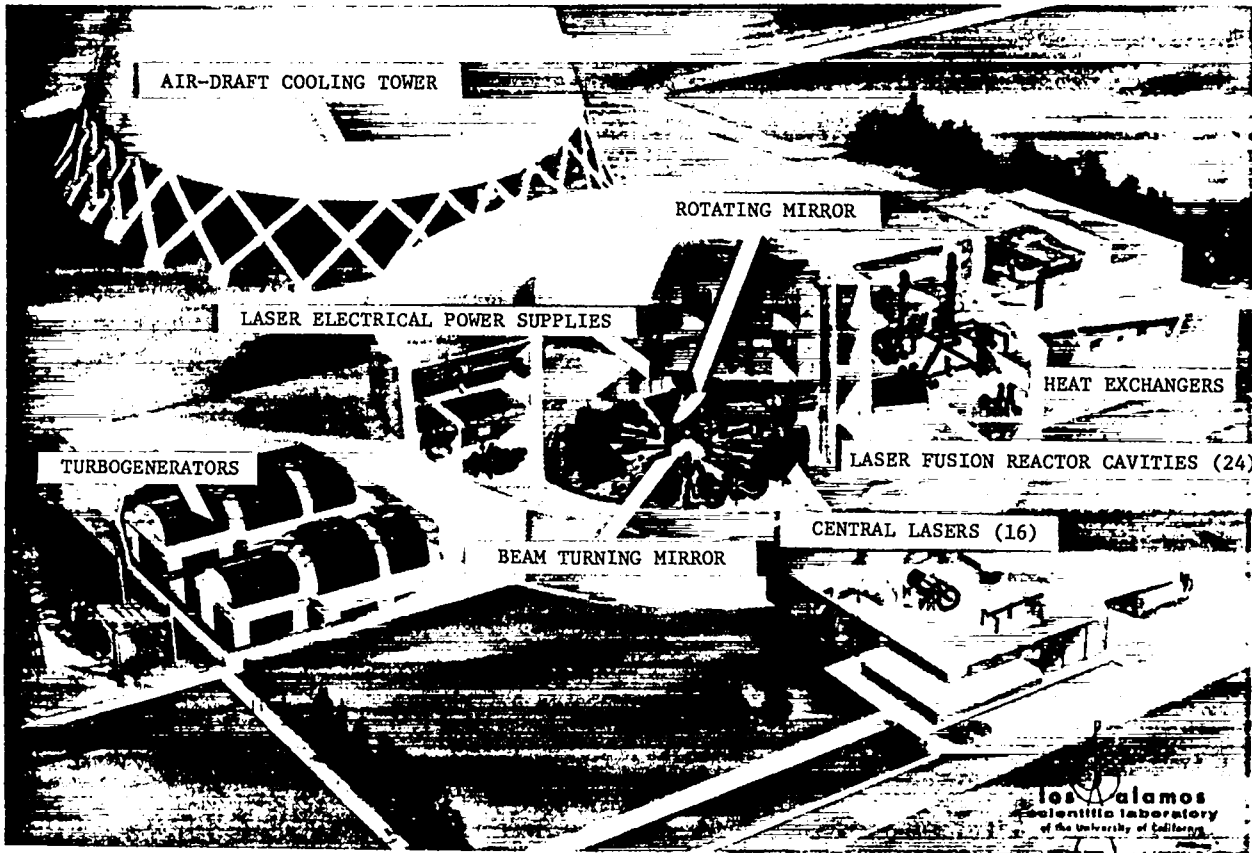 AIR-DRAFT COOLING TOWER
ROTATING MIRROR
LASER ELECTRICAL POWER SUPPLIES
HEAT EXCHANGERS
TURBOGENERATORS
LASER FUSION REACTOR CAVITIES (24)
CENTRAL LASERS (16)
BEAM TURNING MIRROR
los alamos
scientific laboratory
of the University of California